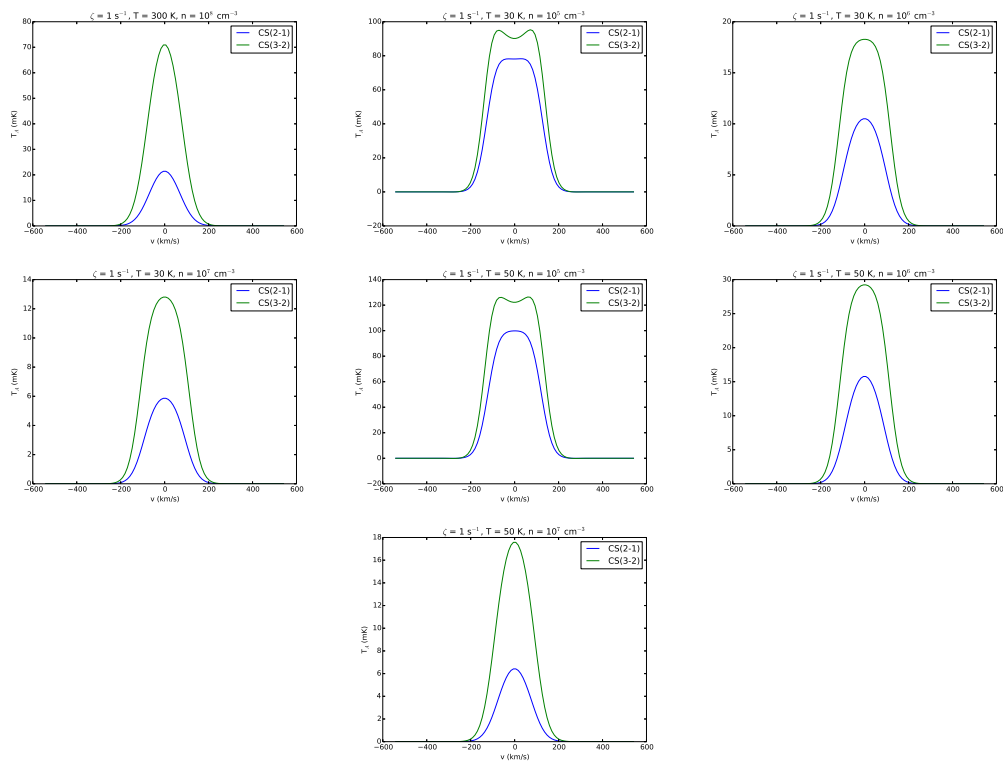 ζ = 1 s⁻¹, T = 300 K, n = 10⁸ cm⁻³
CS(2-1)
CS(3-2)
80
70
60
50
40
30
20
10
0
T_A (mK)
−600 −400 −200 0 200 400 600
v (km/s)
ζ = 1 s⁻¹, T = 30 K, n = 10⁵ cm⁻³
CS(2-1)
CS(3-2)
100
80
60
40
20
0
−20
T_A (mK)
−600 −400 −200 0 200 400 600
v (km/s)
ζ = 1 s⁻¹, T = 30 K, n = 10⁶ cm⁻³
CS(2-1)
CS(3-2)
20
15
10
5
0
T_A (mK)
−600 −400 −200 0 200 400 600
v (km/s)
ζ = 1 s⁻¹, T = 30 K, n = 10⁷ cm⁻³
CS(2-1)
CS(3-2)
14
12
10
8
6
4
2
0
T_A (mK)
−600 −400 −200 0 200 400 600
v (km/s)
ζ = 1 s⁻¹, T = 50 K, n = 10⁵ cm⁻³
CS(2-1)
CS(3-2)
140
120
100
80
60
40
20
0
−20
T_A (mK)
−600 −400 −200 0 200 400 600
v (km/s)
ζ = 1 s⁻¹, T = 50 K, n = 10⁶ cm⁻³
CS(2-1)
CS(3-2)
30
25
20
15
10
5
0
T_A (mK)
−600 −400 −200 0 200 400 600
v (km/s)
ζ = 1 s⁻¹, T = 50 K, n = 10⁷ cm⁻³
CS(2-1)
CS(3-2)
18
16
14
12
10
8
6
4
2
0
T_A (mK)
−600 −400 −200 0 200 400 600
v (km/s)